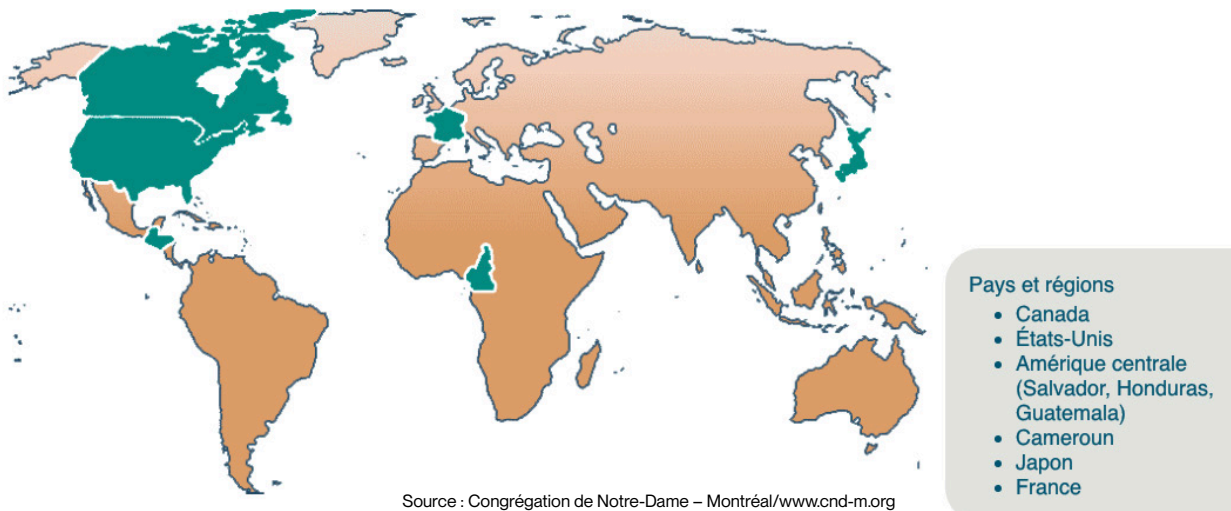 Pays et régions
• Canada
• États-Unis
• Amérique centrale
(Salvador, Honduras,
Guatemala)
• Cameroun
• Japon
• France
Source : Congrégation de Notre-Dame – Montréal/www.cnd-m.org